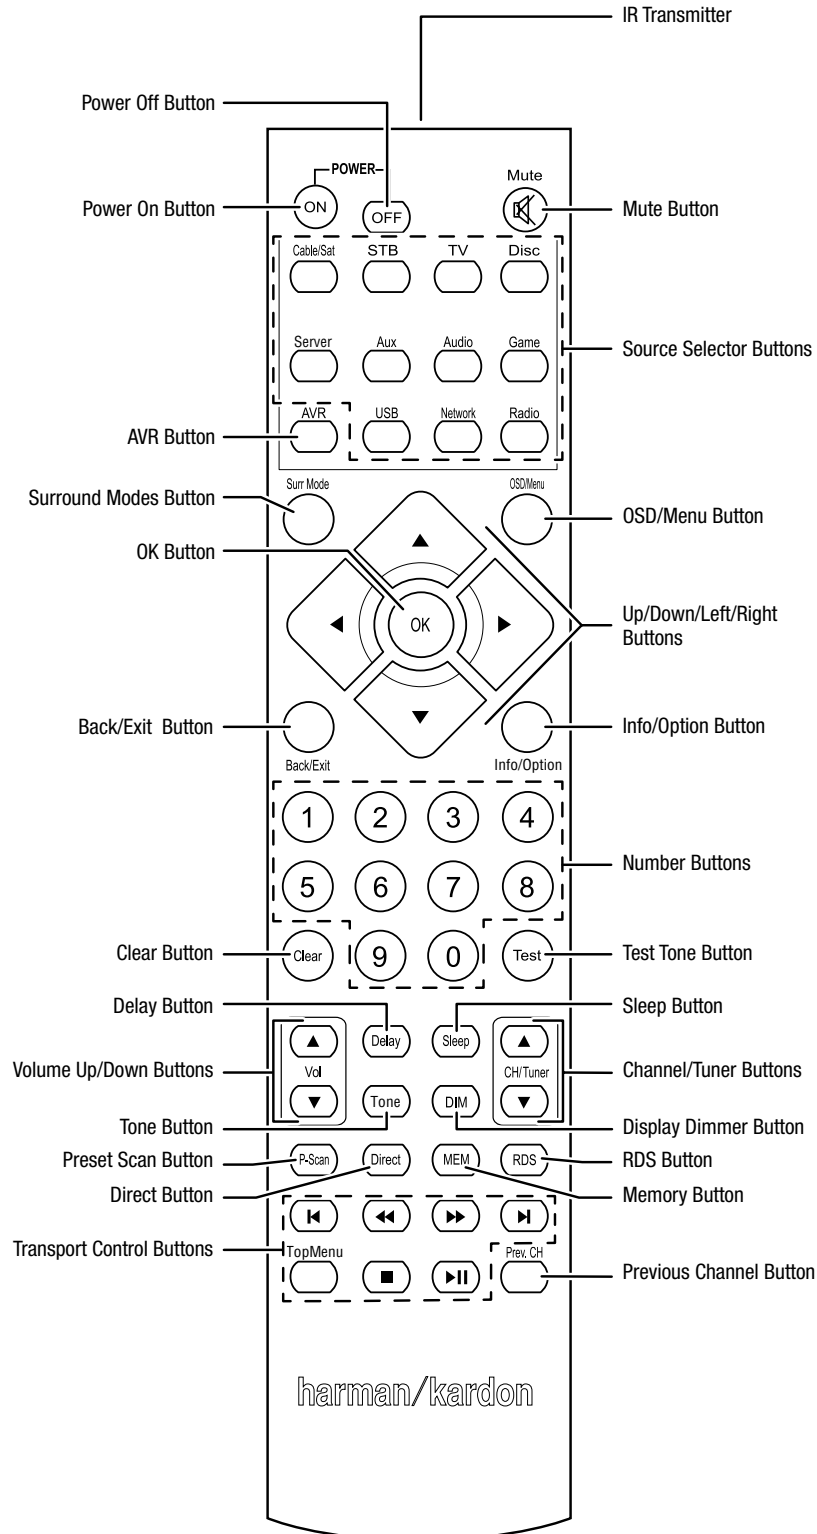 IR Transmitter
Power Off Button
POWER
Mute
Power On Button
ON
OFF
Mute Button
Cable/Sat STB TV Disc
Server Aux Audio Game
Source Selector Buttons
AVR USB Network Radio
AVR Button
Surr Mode
OSD/Menu
Surround Modes Button
OSD/Menu Button
OK Button
OK
Up/Down/Left/Right
Buttons
Back/Exit Button
Info/Option Button
Back/Exit
Info/Option
1 2 3 4
Number Buttons
5 6 7 8
Clear Button
Clear 9 0 Test
Test Tone Button
Delay Button
Sleep Button
Delay Sleep
Volume Up/Down Buttons
Vol
CH/Tuner
Channel/Tuner Buttons
Tone DIM
Tone Button
Display Dimmer Button
Preset Scan Button
P-Scan Direct MEM RDS
RDS Button
Direct Button
Memory Button
Transport Control Buttons
TopMenu
Prev. CH
Previous Channel Button
harman/kardon